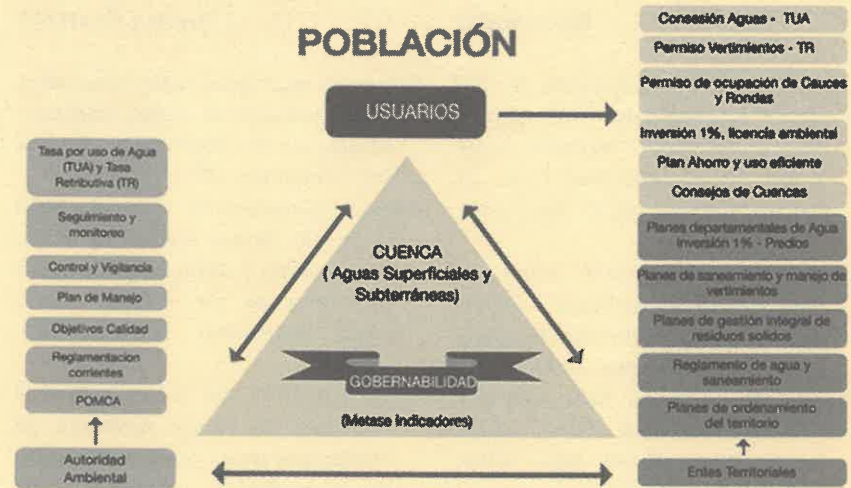 POBLACIÓN
USUARIOS
Consesión Aguas - TUA
Permiso Vertimientos - TR
Permiso de ocupación de Cauces
y Rondas
Inversión 1%, licencia ambiental
Plan Ahorro y uso eficiente
Consejos de Cuencas
Planes departamentales de Agua
Inversión 1% - Predios
Planes de saneamiento y manejo de
vertimientos
Planes de gestión integral de
residuos solidos
Reglamento de agua y
saneamiento
Planes de ordenamiento
del territorio
Entes Territoriales
Tasa por uso de Agua
(TUA) y Tasa
Retributiva (TR)
Seguimiento y
monitoreo
Control y Vigilancia
Plan de Manejo
Objetivos Calidad
Reglamentacion
corrientes
POMCA
Autoridad
Ambiental
CUENCA
( Aguas Superficiales y
Subterráneas)
GOBERNABILIDAD
(Metase Indicadores)